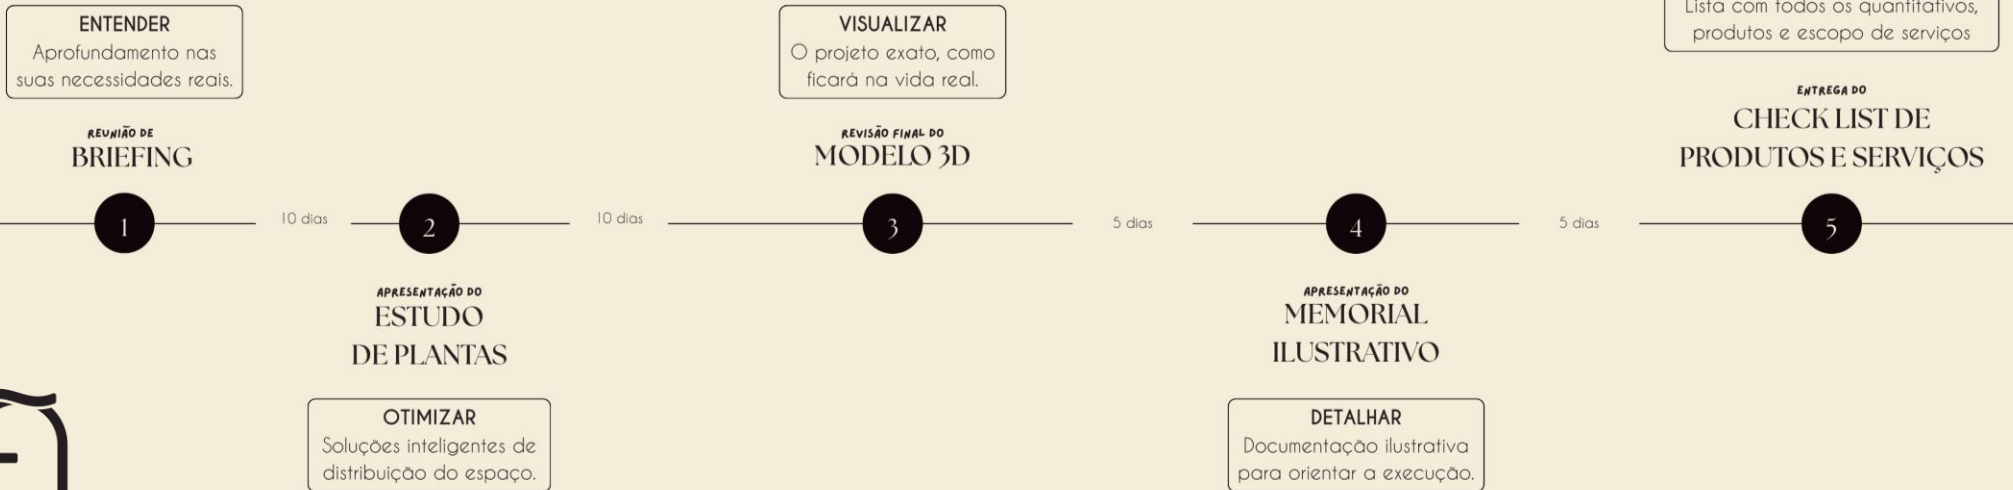 ENTENDER
Aprofundamento nas
suas necessidades reais.
REUNIÃO DE
BRIEFING
1
10 dias
2
APRESENTAÇÃO DO
ESTUDO
DE PLANTAS
OTIMIZAR
Soluções inteligentes de
distribuição do espaço.
10 dias
VISUALIZAR
O projeto exato, como
ficará na vida real.
REVISÃO FINAL DO
MODELO 3D
3
5 dias
4
APRESENTAÇÃO DO
MEMORIAL
ILUSTRATIVO
DETALHAR
Documentação ilustrativa
para orientar a execução.
5 dias
Lista com todos os quantitativos,
produtos e escopo de serviços
ENTREGA DO
CHECK LIST DE
PRODUTOS E SERVIÇOS
5